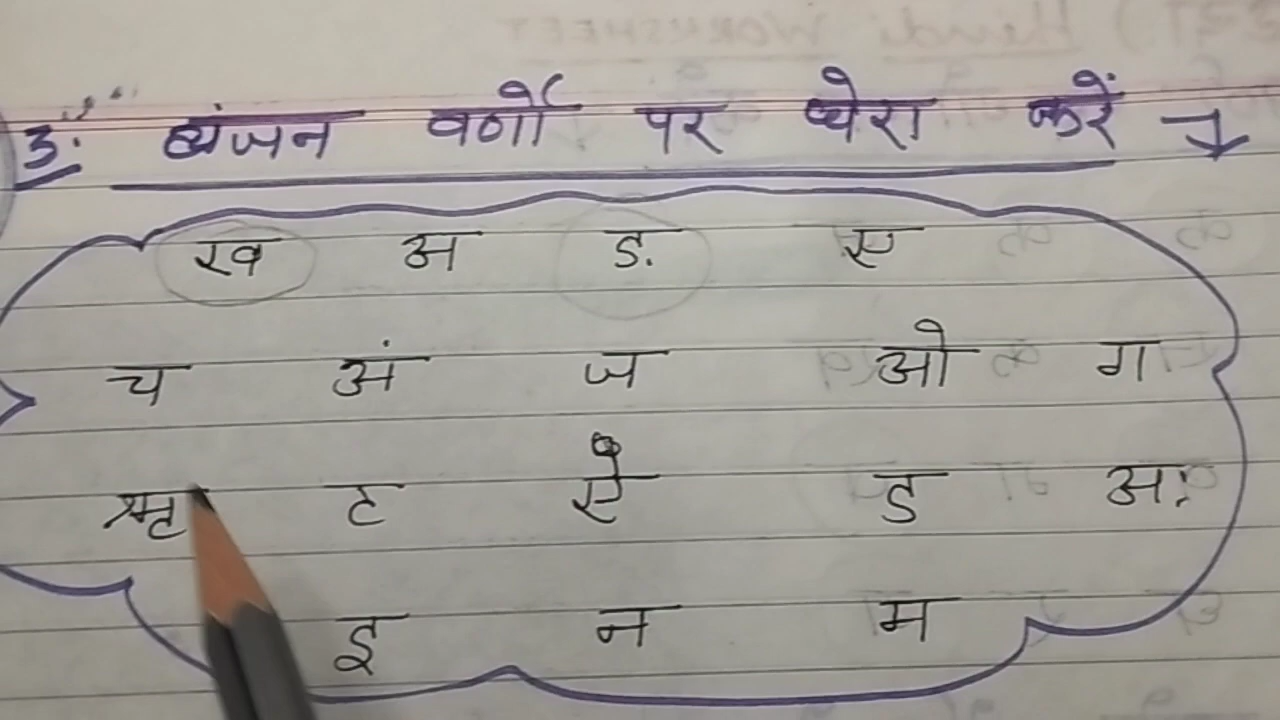 3. व्यंजन वर्णों पर घेरा करें
ख अ ङ ए
च अं ज ओ ग
ऋ ट ऐ ड अः
इ न म